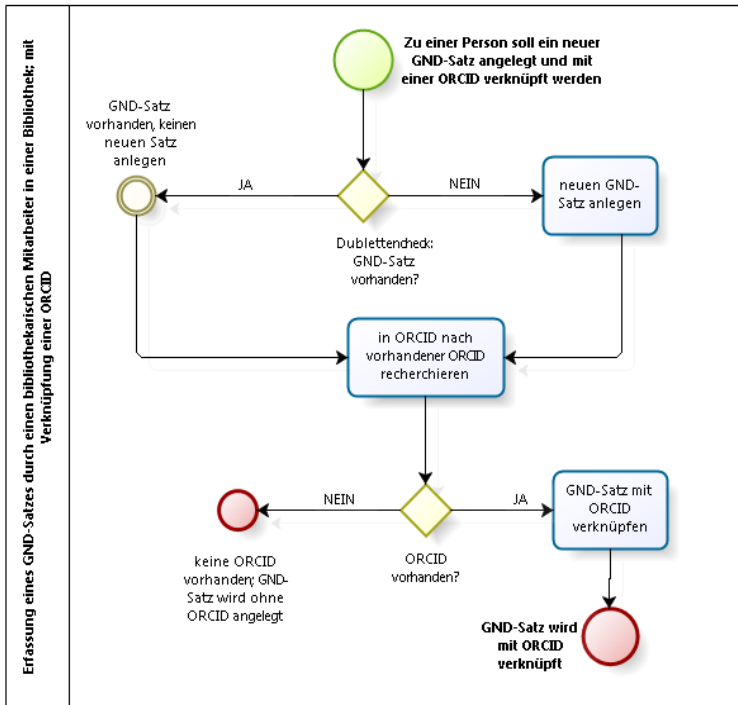 Erfassung eines GND-Satzes durch einen bibliothekarischen Mitarbeiter in einer Bibliothek; mit
Verknüpfung einer ORCID
Zu einer Person soll ein neuer
GND-Satz angelegt und mit
einer ORCID verknüpft werden
GND-Satz
vorhanden, keinen
neuen Satz
anlegen
JA
NEIN
neuen GND-
Satz anlegen
Dublettencheck:
GND-Satz
vorhanden?
in ORCID nach
vorhandener ORCID
recherchieren
NEIN
JA
GND-Satz mit
ORCID
verknüpfen
keine ORCID
vorhanden; GND-
Satz wird ohne
ORCID angelegt
ORCID
vorhanden?
GND-Satz wird
mit ORCID
verknüpft